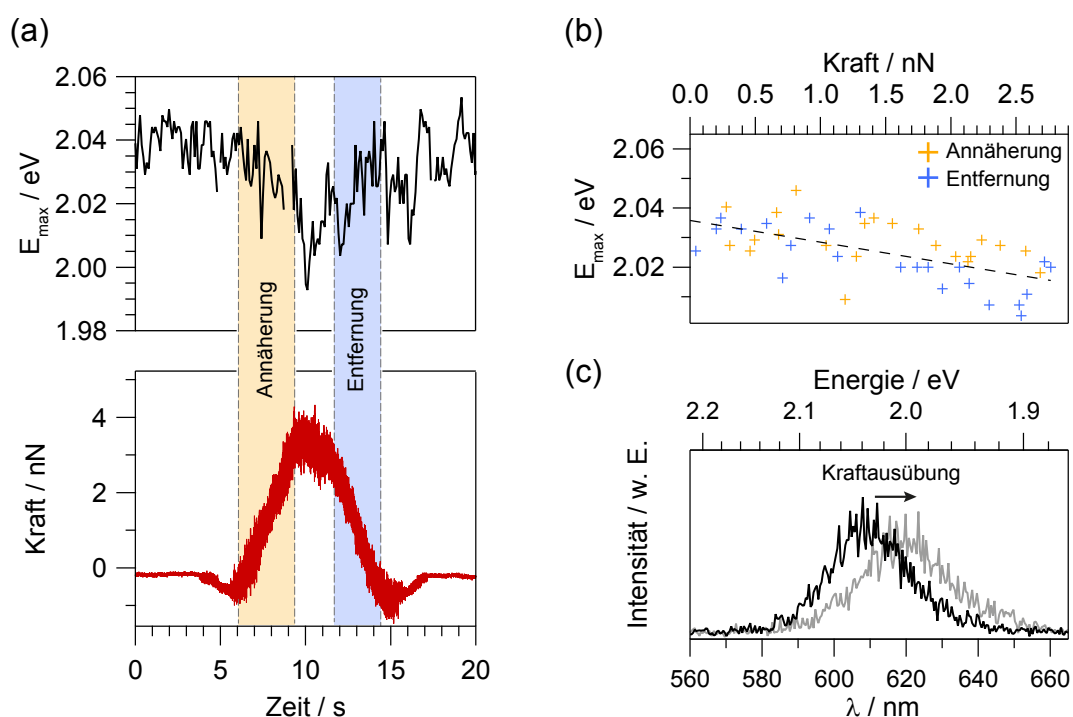 (a)
2.06
2.04
2.02
2.00
1.98
E_max / eV
Annäherung
Entfernung
4
2
0
Kraft / nN
0 5 10 15 20
Zeit / s
(b)
Kraft / nN
0.0 0.5 1.0 1.5 2.0 2.5
2.06
2.04
2.02
E_max / eV
Annäherung
Entfernung
(c)
Energie / eV
2.2 2.1 2.0 1.9
Intensität / w. E.
Kraftausübung
560 580 600 620 640 660
λ / nm